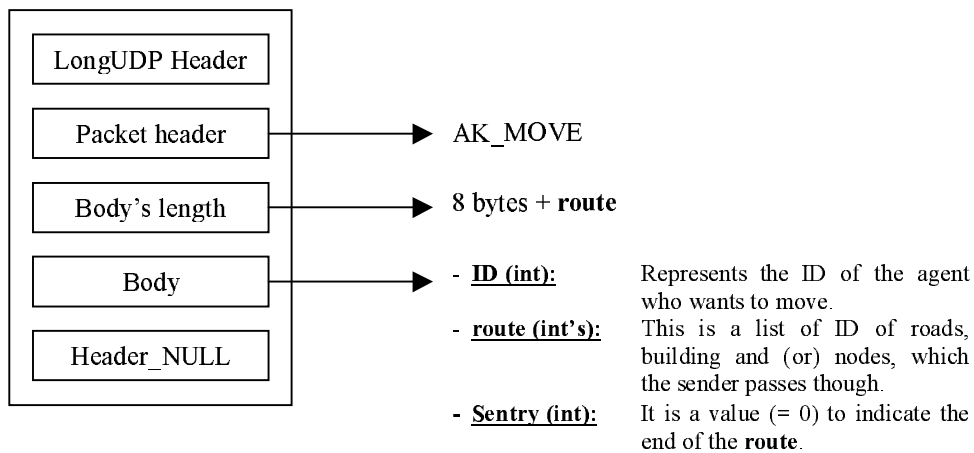 LongUDP Header
Packet header
AK_MOVE
Body's length
8 bytes + route
Body
- ID (int): Represents the ID of the agent
who wants to move.
- route (int's): This is a list of ID of roads,
building and (or) nodes, which
the sender passes though.
Header_NULL
- Sentry (int): It is a value (= 0) to indicate the
end of the route.